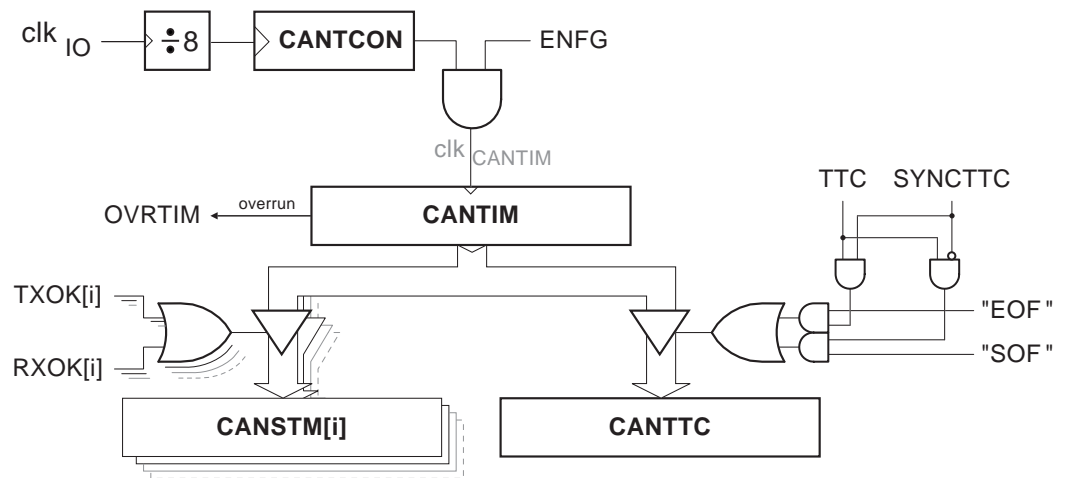 clk IO
÷8
CANTCON
ENFG
clk CANTIM
TTC SYNCTTC
OVRTIM
overrun
CANTIM
TXOK[i]
"EOF"
RXOK[i]
"SOF"
CANSTM[i]
CANTTC